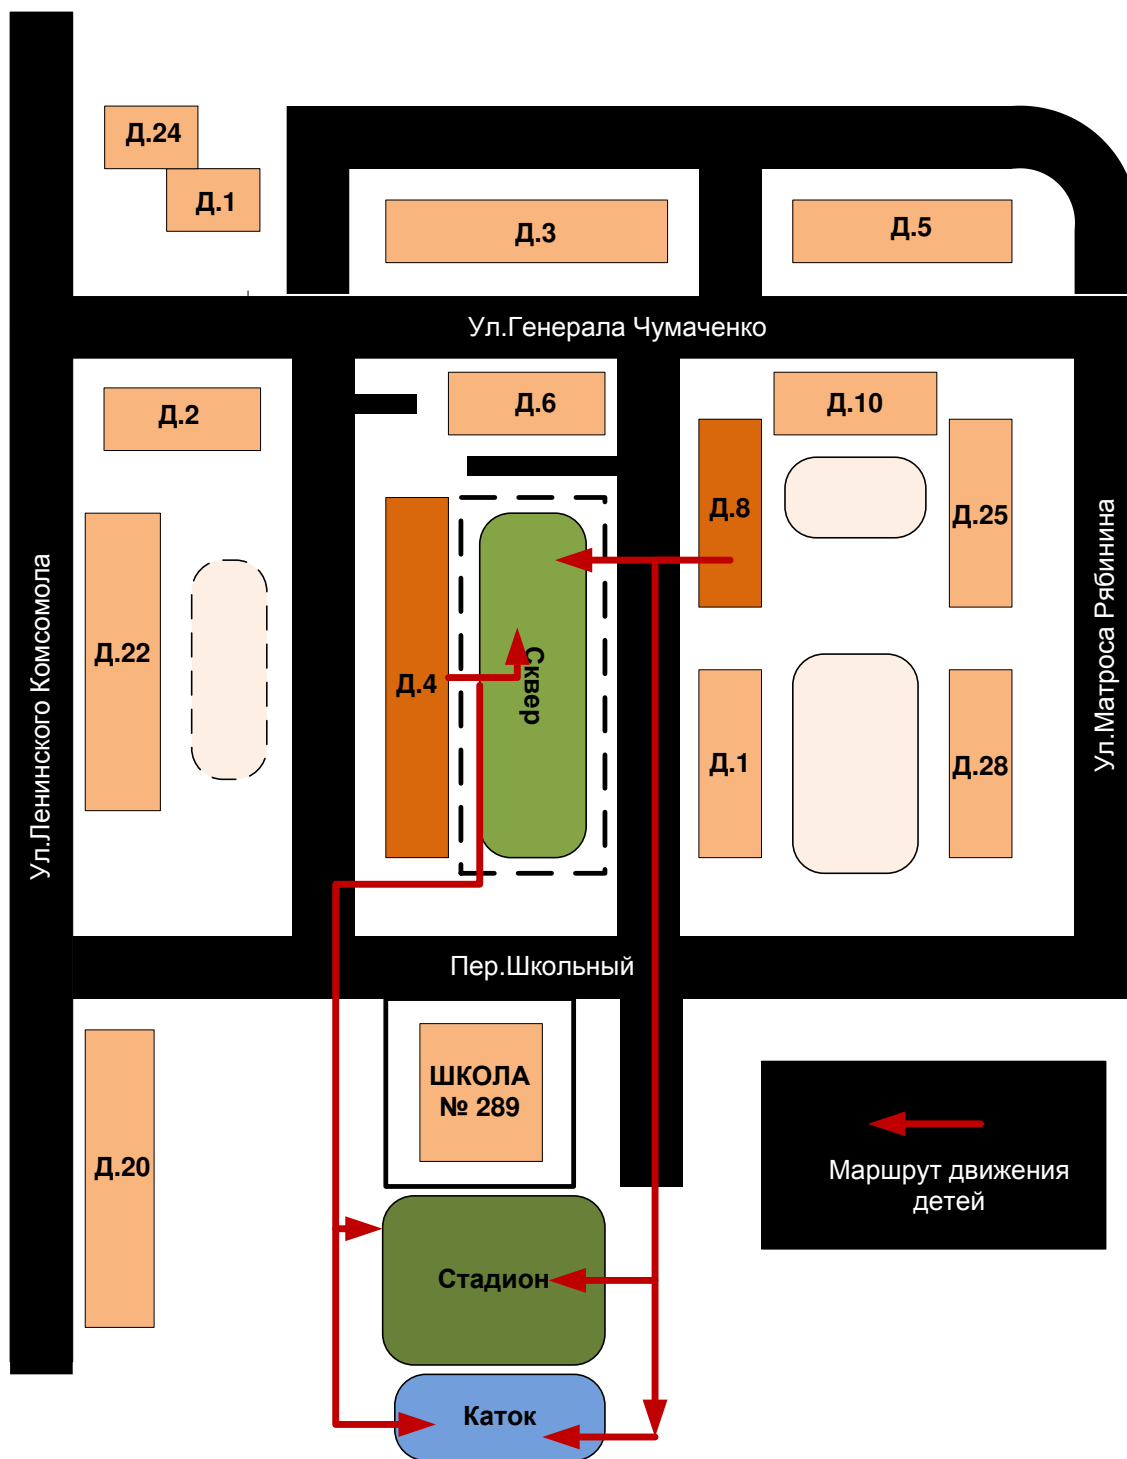 Д.24
Д.1
Д.3
Д.5
Ул.Генерала Чумаченко
Д.2
Д.6
Д.10
Д.8
Д.25
Ул.Ленинского Комсомола
Д.22
Д.4
Сквер
Д.1
Д.28
Ул.Матроса Рябинина
Пер.Школьный
ШКОЛА
№ 289
Д.20
Маршрут движения
детей
Стадион
Каток